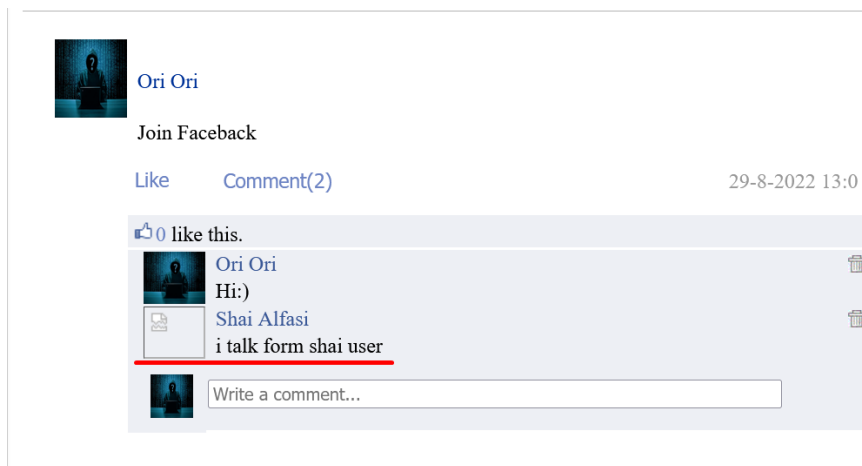 Ori Ori
Join Faceback
Like Comment(2) 29-8-2022 13:0
0 like this.
Ori Ori
Hi:)
Shai Alfasi
i talk form shai user
Write a comment...